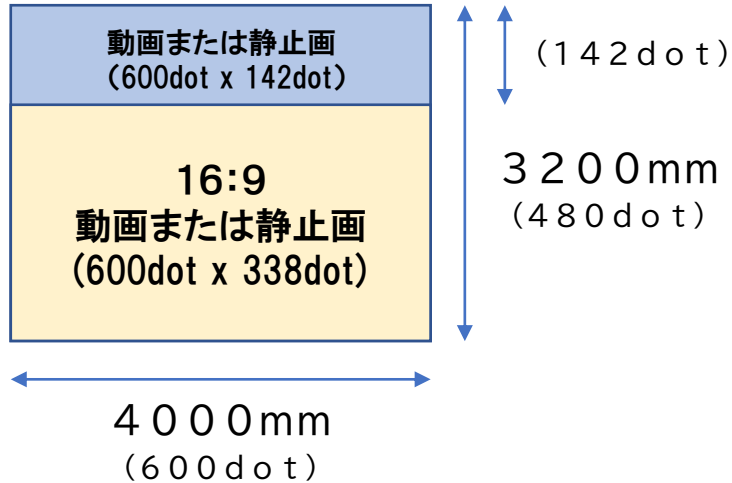 動画または静止画
(600dot x 142dot)
(１４２ｄｏｔ)
16:9
動画または静止画
(600dot x 338dot)
３２００mm
(４８０ｄｏｔ)
４０００mm
(６００ｄｏｔ)